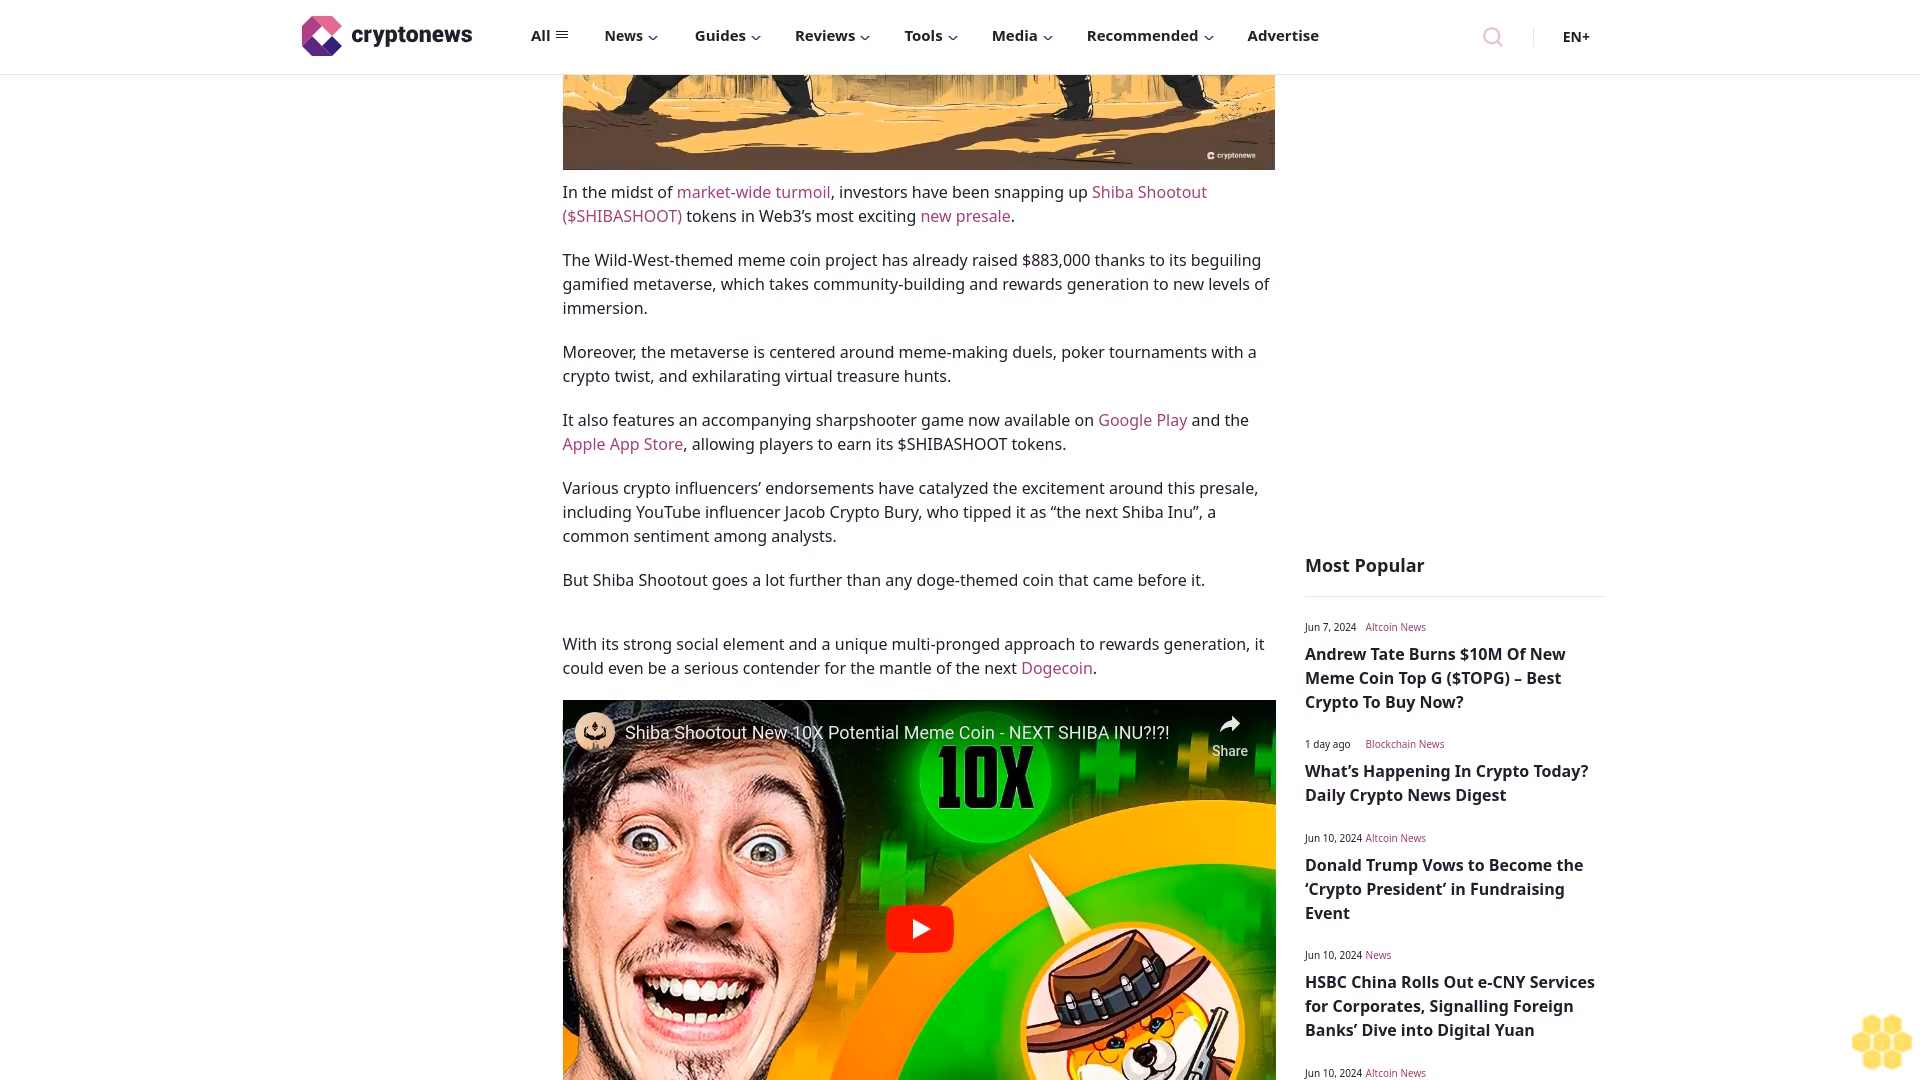 cryptonews
All
News
Guides
Reviews
Tools
Media
Recommended
Advertise
EN+
cryptonews
In the midst of market-wide turmoil, investors have been snapping up Shiba Shootout
($SHIBASHOOT) tokens in Web3’s most exciting new presale.
The Wild-West-themed meme coin project has already raised $883,000 thanks to its beguiling
gamified metaverse, which takes community-building and rewards generation to new levels of
immersion.
Moreover, the metaverse is centered around meme-making duels, poker tournaments with a
crypto twist, and exhilarating virtual treasure hunts.
It also features an accompanying sharpshooter game now available on Google Play and the
Apple App Store, allowing players to earn its $SHIBASHOOT tokens.
Various crypto influencers’ endorsements have catalyzed the excitement around this presale,
including YouTube influencer Jacob Crypto Bury, who tipped it as “the next Shiba Inu”, a
common sentiment among analysts.
But Shiba Shootout goes a lot further than any doge-themed coin that came before it.
With its strong social element and a unique multi-pronged approach to rewards generation, it
could even be a serious contender for the mantle of the next Dogecoin.
Shiba Shootout New 10X Potential Meme Coin - NEXT SHIBA INU?!?!
Share
10X
Most Popular
Jun 7, 2024 Altcoin News
Andrew Tate Burns $10M Of New
Meme Coin Top G ($TOPG) – Best
Crypto To Buy Now?
1 day ago Blockchain News
What’s Happening In Crypto Today?
Daily Crypto News Digest
Jun 10, 2024 Altcoin News
Donald Trump Vows to Become the
‘Crypto President’ in Fundraising
Event
Jun 10, 2024 News
HSBC China Rolls Out e-CNY Services
for Corporates, Signalling Foreign
Banks’ Dive into Digital Yuan
Jun 10, 2024 Altcoin News